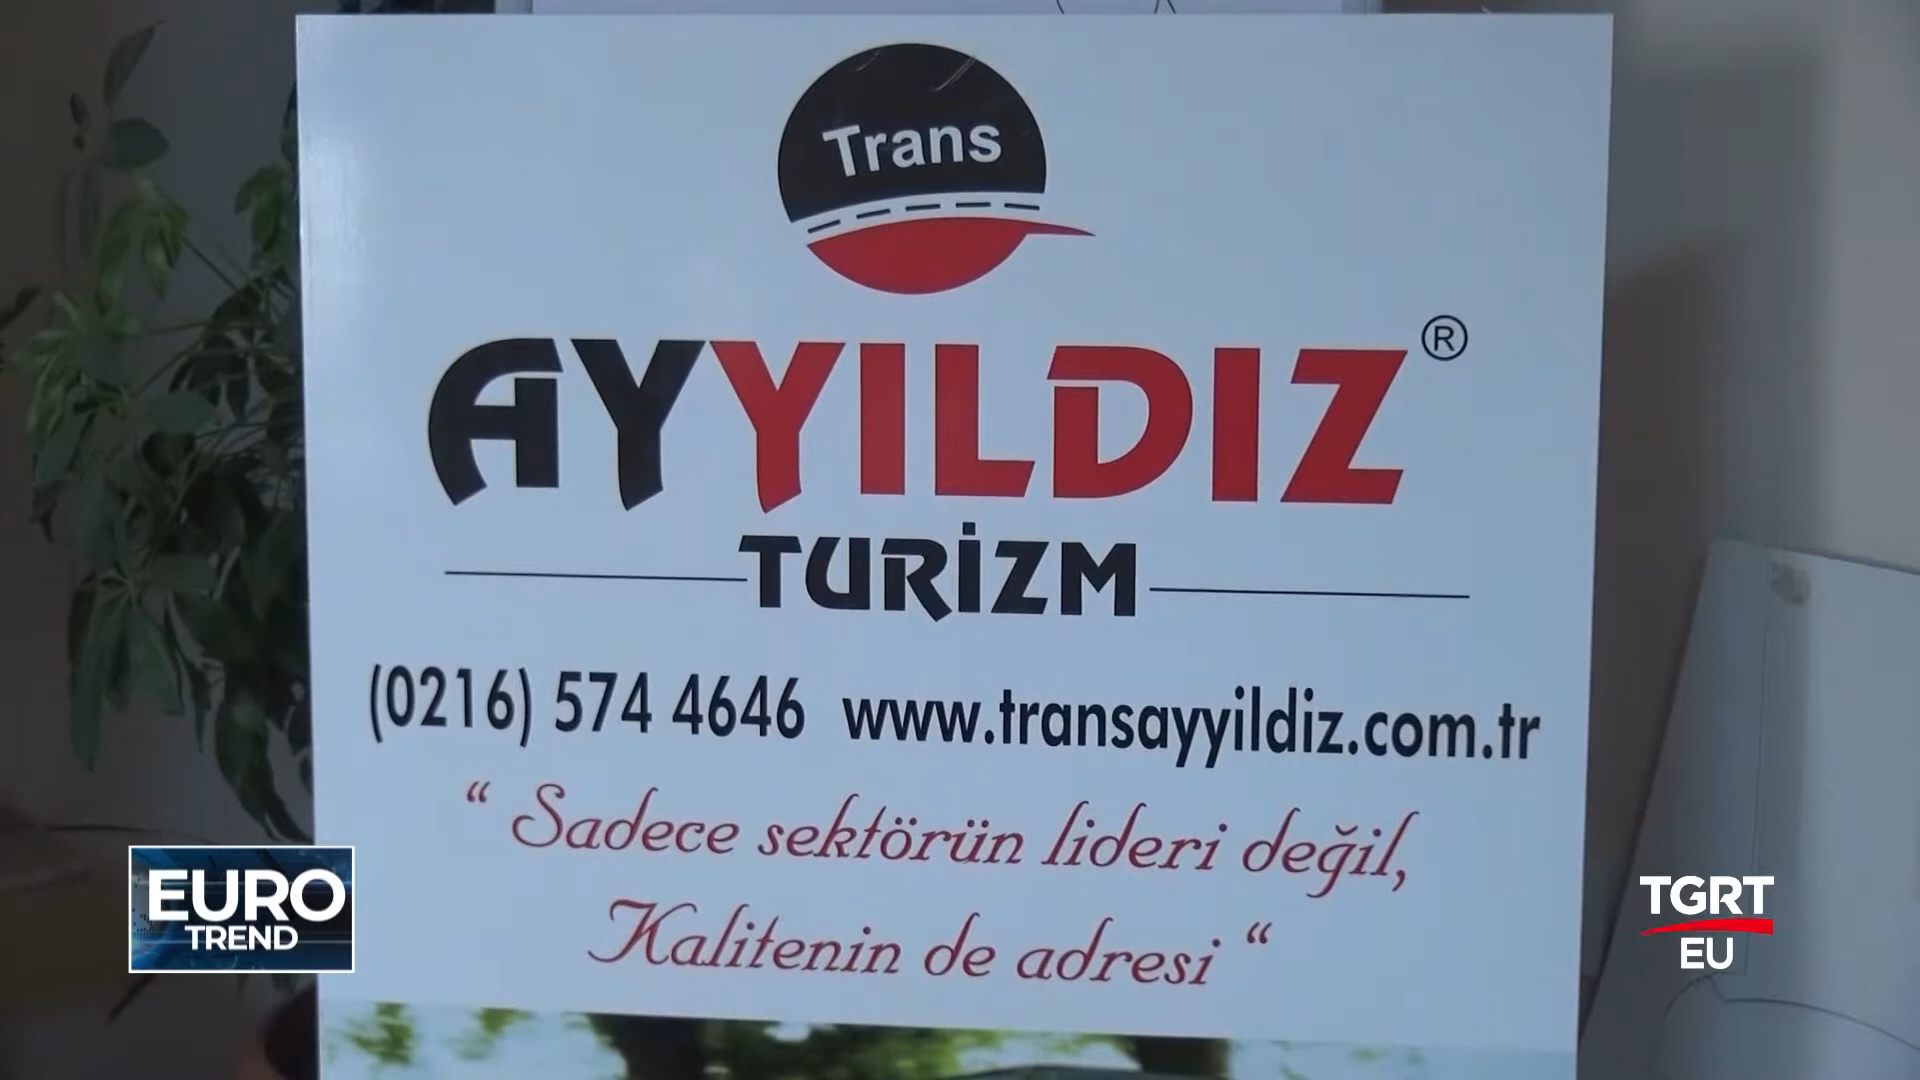 Trans
AYYILDIZ®
TURİZM
(0216) 574 4646 www.transayyildiz.com.tr
“ Sadece sektörün lideri değil,
Kalitenin de adresi “
EURO
TREND
TGRT
EU